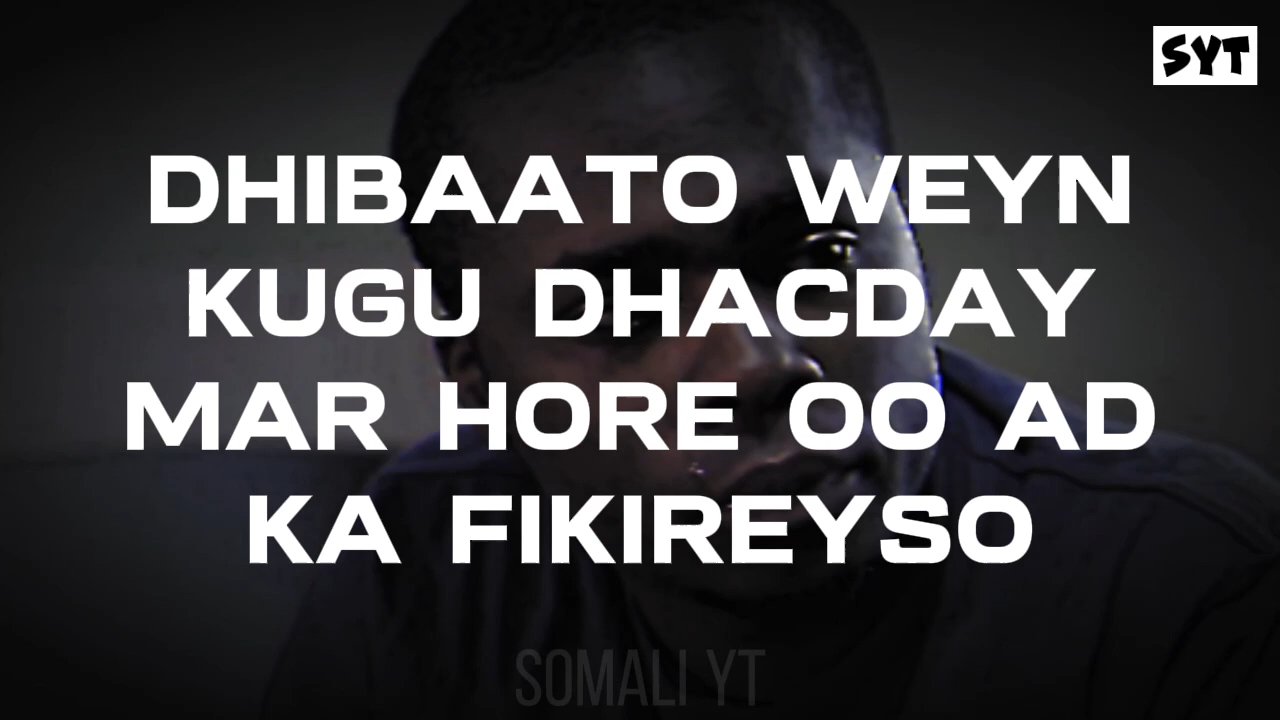 SYT
DHIBAATO WEYN
KUGU DHACDAY
MAR HORE OO AD
KA FIKIREYSO
SOMALI YT